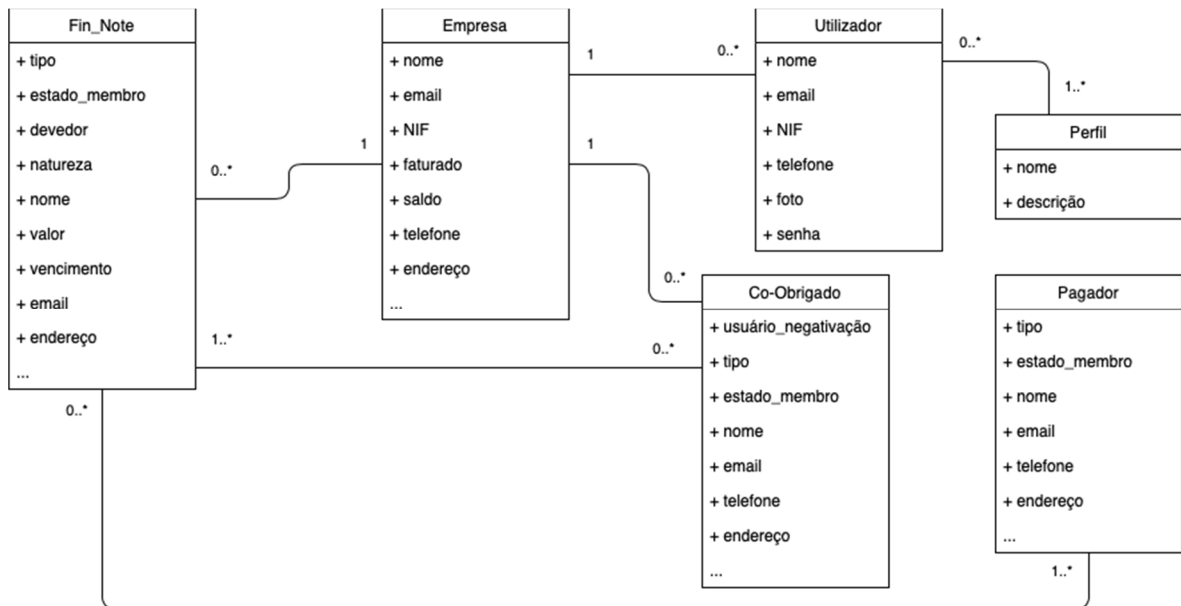 Fin_Note
+ tipo
+ estado_membro
+ devedor
+ natureza
+ nome
+ valor
+ vencimento
+ email
+ endereço
...
Empresa
+ nome
+ email
+ NIF
+ faturado
+ saldo
+ telefone
+ endereço
...
Utilizador
+ nome
+ email
+ NIF
+ telefone
+ foto
+ senha
Perfil
+ nome
+ descrição
Co-Obrigado
+ usuário_negativação
+ tipo
+ estado_membro
+ nome
+ email
+ telefone
+ endereço
...
Pagador
+ tipo
+ estado_membro
+ nome
+ email
+ telefone
+ endereço
...
1
0..*
0..*
1..*
0..*
1
1
0..*
1..*
0..*
0..*
1..*